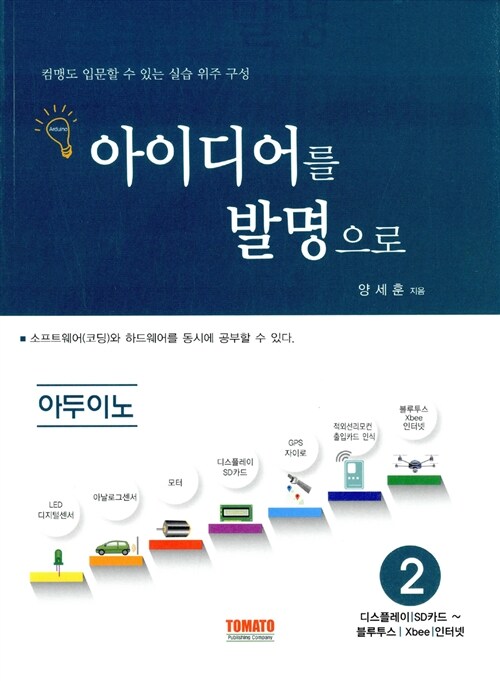 컴맹도 입문할 수 있는 실습 위주 구성
Arduino
아이디어를
발명으로
양세훈 지음
■ 소프트웨어(코딩)와 하드웨어를 동시에 공부할 수 있다.
아두이노
블루투스
Xbee
인터넷
적외선리모컨
출입카드 인식
GPS
자이로
디스플레이
SD카드
모터
아날로그센서
LED
디지털센서
2
디스플레이|SD카드 ~
블루투스| Xbee|인터넷
TOMATO
Publishing Company